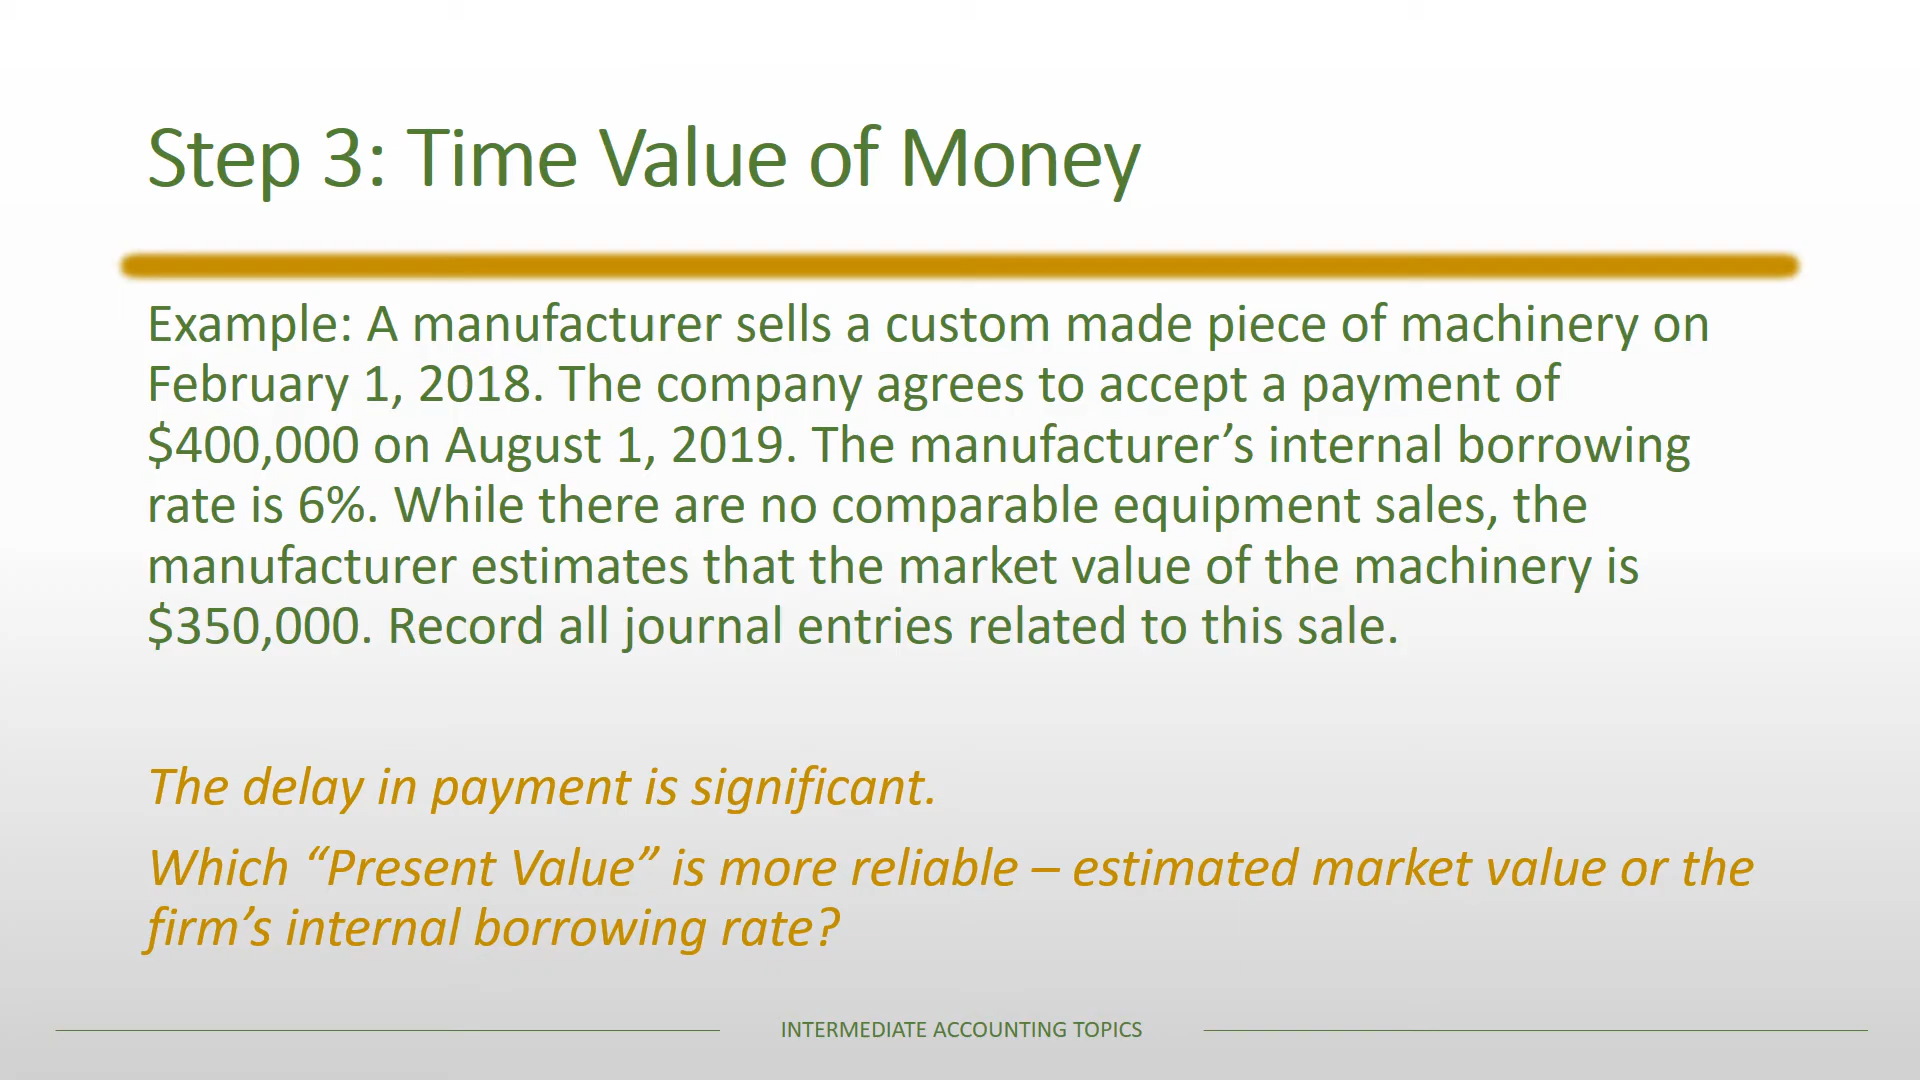 Step 3: Time Value of Money
Example: A manufacturer sells a custom made piece of machinery on
February 1, 2018. The company agrees to accept a payment of
$400,000 on August 1, 2019. The manufacturer’s internal borrowing
rate is 6%. While there are no comparable equipment sales, the
manufacturer estimates that the market value of the machinery is
$350,000. Record all journal entries related to this sale.
The delay in payment is significant.
Which “Present Value” is more reliable – estimated market value or the
firm’s internal borrowing rate?
INTERMEDIATE ACCOUNTING TOPICS